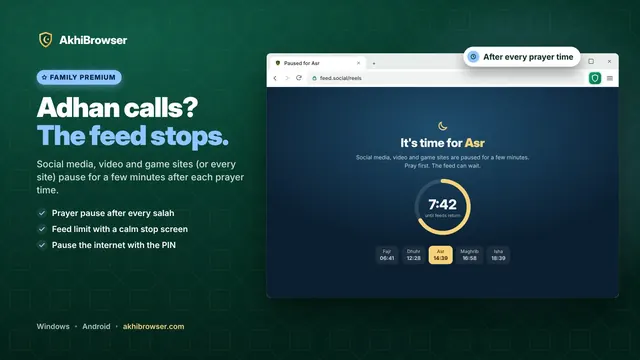 AkhiBrowser
FAMILY PREMIUM
Adhan calls?
The feed stops.
Social media, video and game sites (or every
site) pause for a few minutes after each prayer
time.
Prayer pause after every salah
Feed limit with a calm stop screen
Pause the internet with the PIN
Windows • Android • akhibrowser.com
Paused for Asr
After every prayer time
feed.social/reels
It's time for Asr
Social media, video and game sites are paused for a few minutes.
Pray first. The feed can wait.
7:42
until feeds return
Fajr Dhuhr Asr Maghrib Isha
06:41 12:28 14:39 16:58 18:39